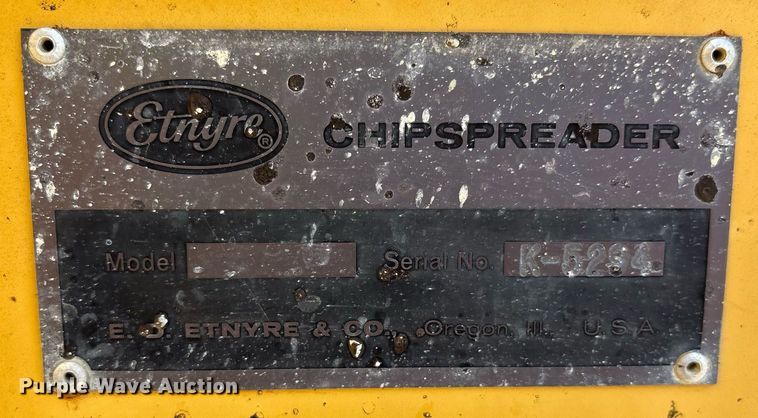 Etnyre ® CHIPSPREADER
Model Serial No. K-5294
E. D. ETNYRE & CO., Oregon, Ill., U.S.A.
Purple Wave Auction